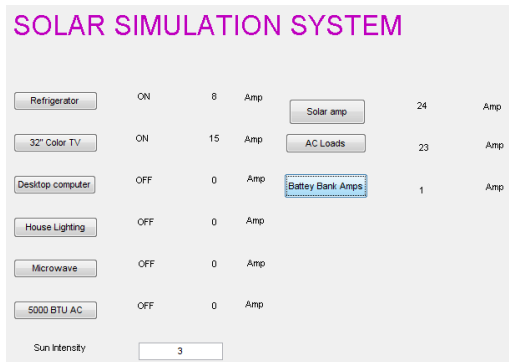 SOLAR SIMULATION SYSTEM
Refrigerator ON 8 Amp Solar amp 24 Amp
32" Color TV ON 15 Amp AC Loads 23 Amp
Desktop computer OFF 0 Amp Battey Bank Amps 1 Amp
House Lighting OFF 0 Amp
Microwave OFF 0 Amp
5000 BTU AC OFF 0 Amp
Sun Intensity 3